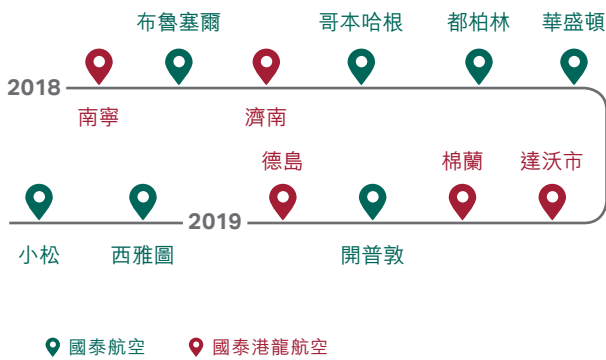 布魯塞爾 哥本哈根 都柏林 華盛頓
2018
南寧 濟南
德島 棉蘭 達沃市
2019
小松 西雅圖 開普敦
國泰航空 國泰港龍航空